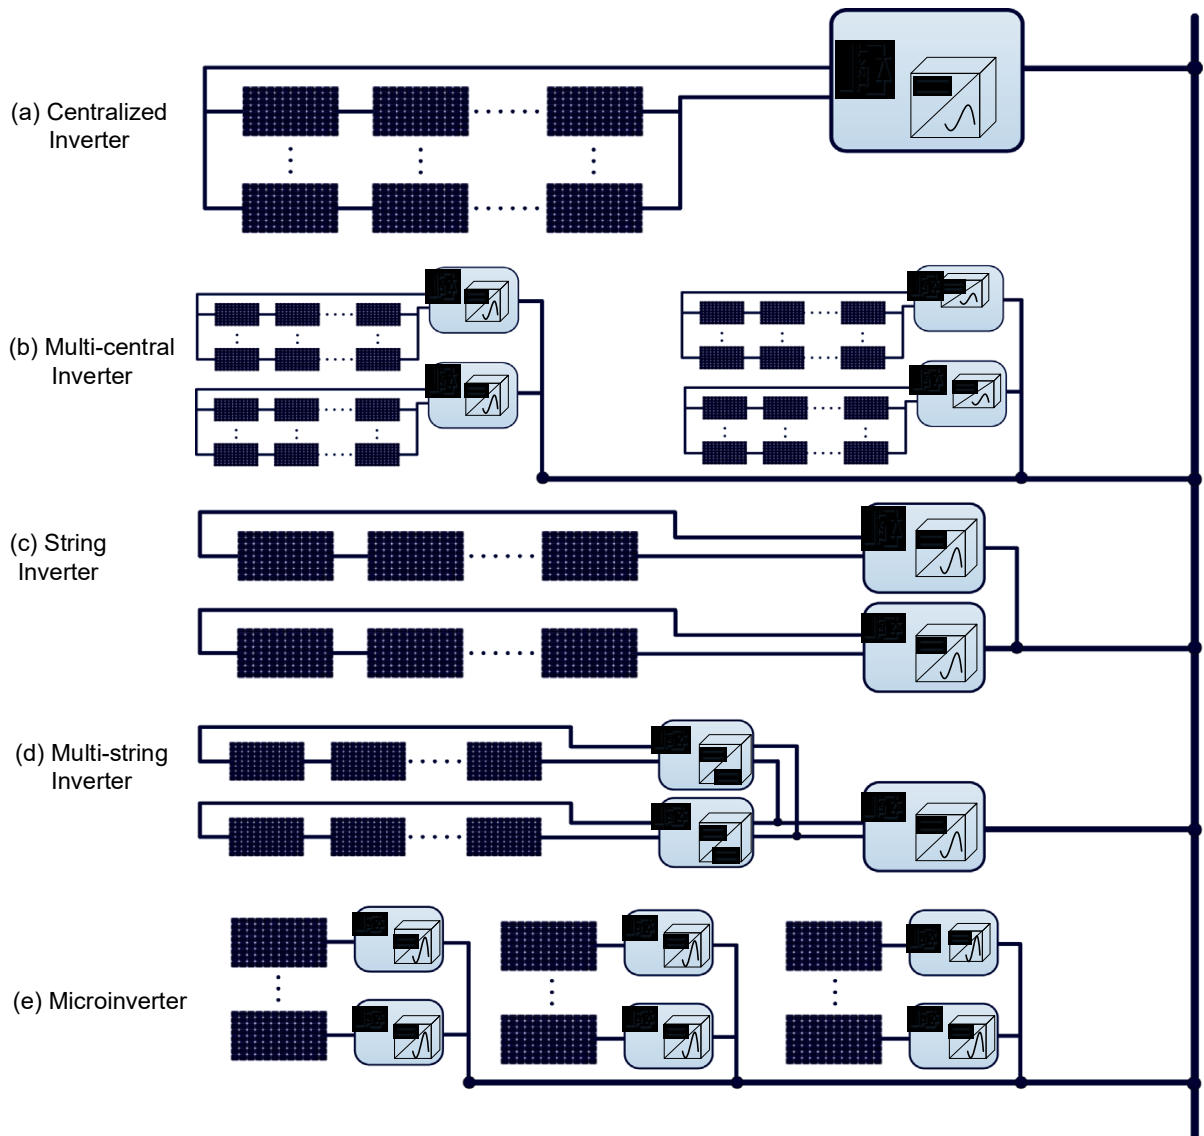 (a) Centralized
Inverter
(b) Multi-central
Inverter
(c) String
Inverter
(d) Multi-string
Inverter
(e) Microinverter